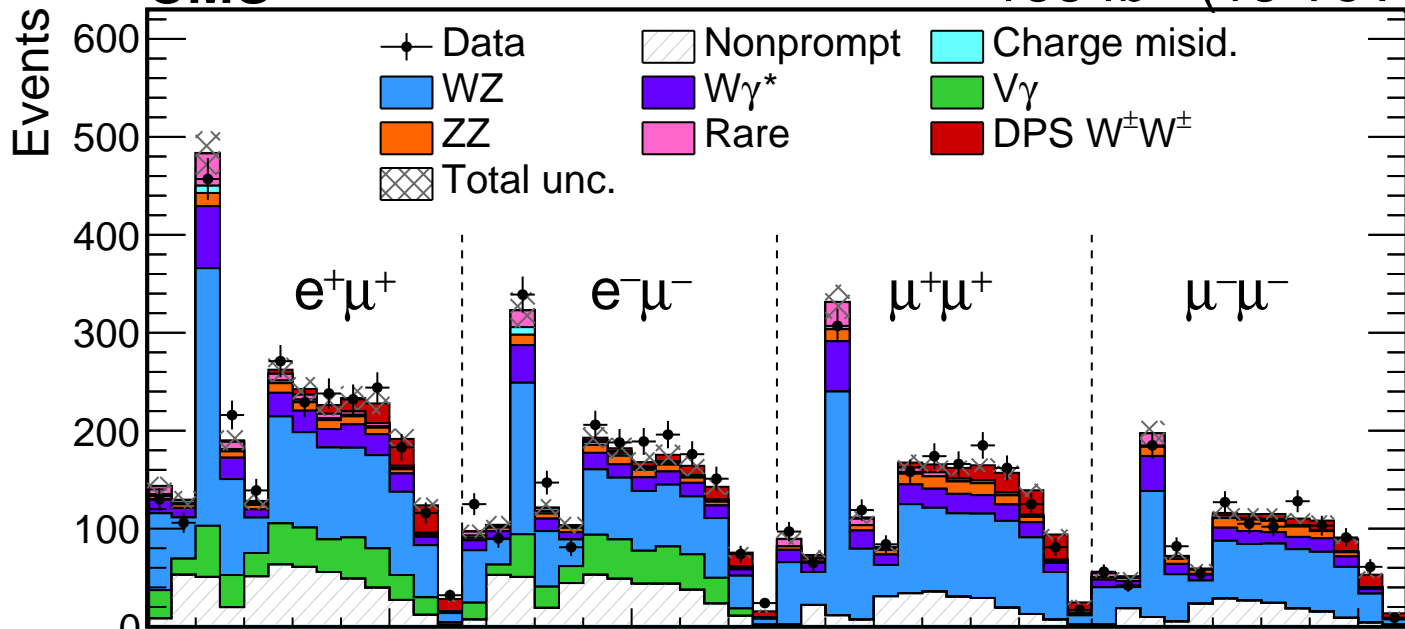 Events
600
500
400
300
200
100
0
Data
Nonprompt
Charge misid.
WZ
Wγ*
Vγ
ZZ
Rare
DPS W±W±
Total unc.
e⁺μ⁺
e⁻μ⁻
μ⁺μ⁺
μ⁻μ⁻